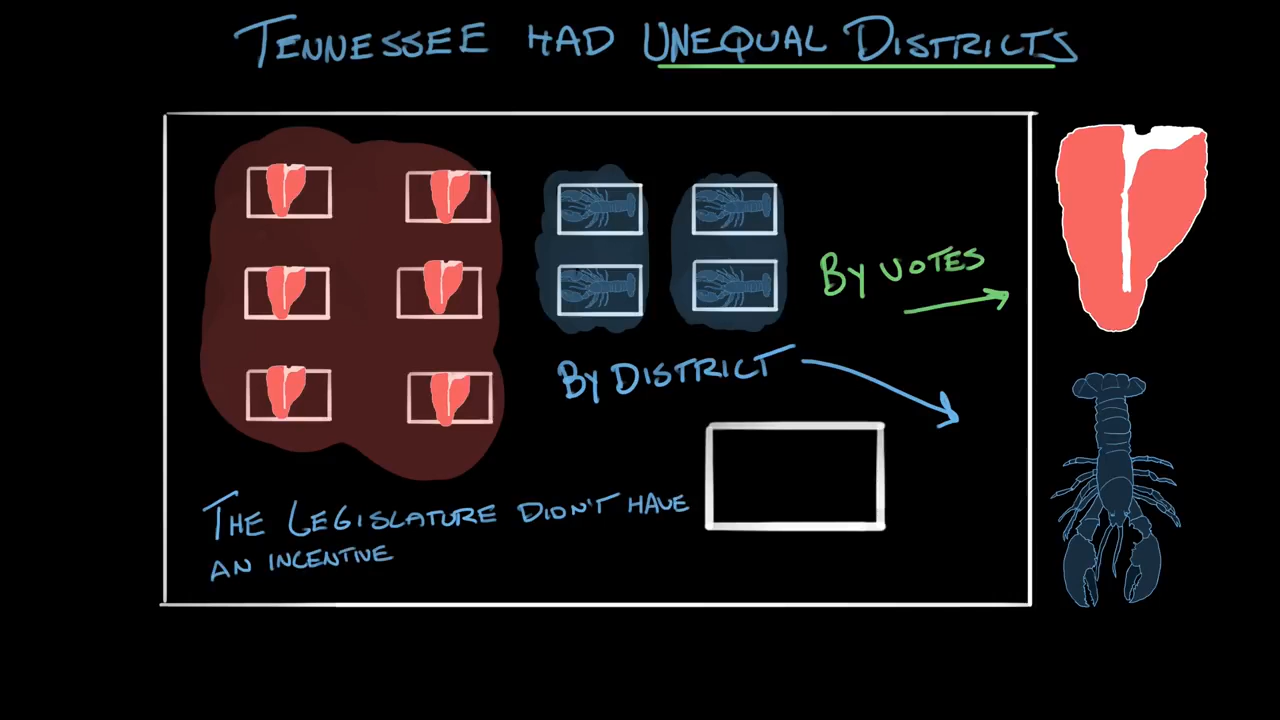 TENNESSEE HAD UNEQUAL DISTRICTS
By VOTES
By DISTRICT
THE LEGISLATURE DIDN'T HAVE
AN INCENTIVE